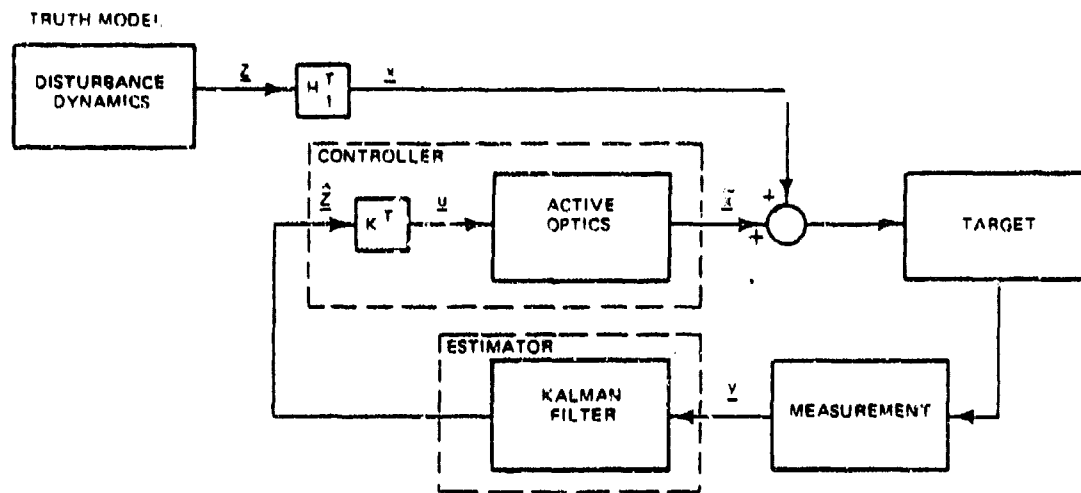 TRUTH MODEL
DISTURBANCE
DYNAMICS
Z
H T 1
x
CONTROLLER
Ẑ
K T
u
ACTIVE
OPTICS
+
+
TARGET
ESTIMATOR
KALMAN
FILTER
y
MEASUREMENT